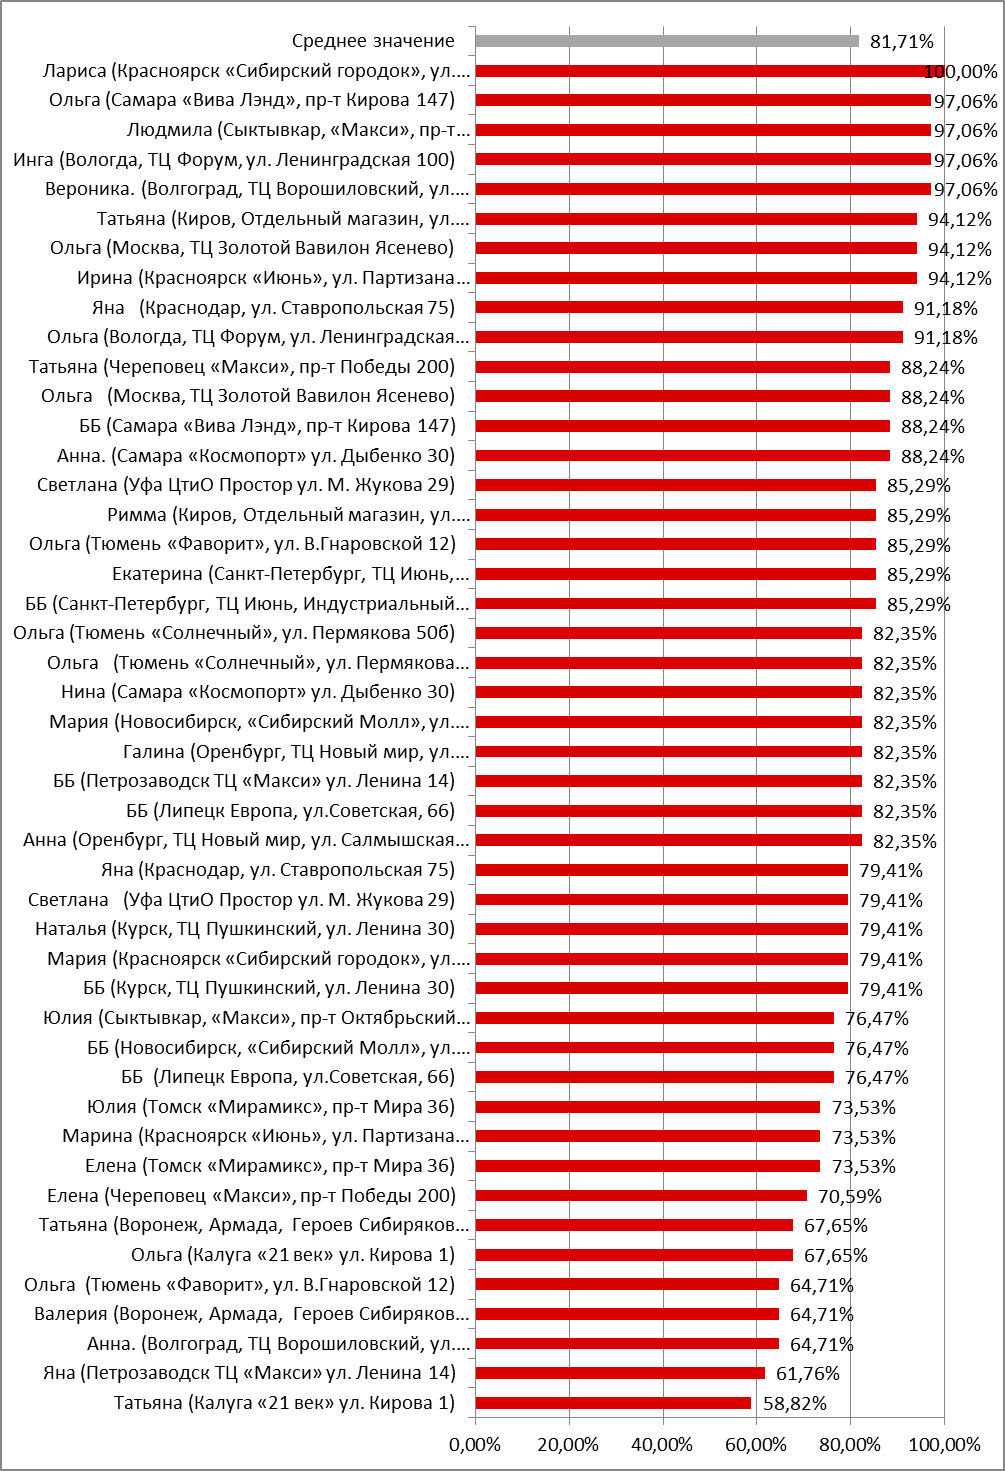 Среднее значение 81,71%
Лариса (Красноярск «Сибирский городок», ул.... 100,00%
Ольга (Самара «Вива Лэнд», пр-т Кирова 147) 97,06%
Людмила (Сыктывкар, «Макси», пр-т... 97,06%
Инга (Вологда, ТЦ Форум, ул. Ленинградская 100) 97,06%
Вероника. (Волгоград, ТЦ Ворошиловский, ул.... 97,06%
Татьяна (Киров, Отдельный магазин, ул.... 94,12%
Ольга (Москва, ТЦ Золотой Вавилон Ясенево) 94,12%
Ирина (Красноярск «Июнь», ул. Партизана... 94,12%
Яна (Краснодар, ул. Ставропольская 75) 91,18%
Ольга (Вологда, ТЦ Форум, ул. Ленинградская... 91,18%
Татьяна (Череповец «Макси», пр-т Победы 200) 88,24%
Ольга (Москва, ТЦ Золотой Вавилон Ясенево) 88,24%
ББ (Самара «Вива Лэнд», пр-т Кирова 147) 88,24%
Анна. (Самара «Космопорт» ул. Дыбенко 30) 88,24%
Светлана (Уфа ЦтиО Простор ул. М. Жукова 29) 85,29%
Римма (Киров, Отдельный магазин, ул.... 85,29%
Ольга (Тюмень «Фаворит», ул. В.Гнаровской 12) 85,29%
Екатерина (Санкт-Петербург, ТЦ Июнь,... 85,29%
ББ (Санкт-Петербург, ТЦ Июнь, Индустриальный... 85,29%
Ольга (Тюмень «Солнечный», ул. Пермякова 50б) 82,35%
Ольга (Тюмень «Солнечный», ул. Пермякова... 82,35%
Нина (Самара «Космопорт» ул. Дыбенко 30) 82,35%
Мария (Новосибирск, «Сибирский Молл», ул.... 82,35%
Галина (Оренбург, ТЦ Новый мир, ул.... 82,35%
ББ (Петрозаводск ТЦ «Макси» ул. Ленина 14) 82,35%
ББ (Липецк Европа, ул.Советская, 66) 82,35%
Анна (Оренбург, ТЦ Новый мир, ул. Салмышская... 82,35%
Яна (Краснодар, ул. Ставропольская 75) 79,41%
Светлана (Уфа ЦтиО Простор ул. М. Жукова 29) 79,41%
Наталья (Курск, ТЦ Пушкинский, ул. Ленина 30) 79,41%
Мария (Красноярск «Сибирский городок», ул.... 79,41%
ББ (Курск, ТЦ Пушкинский, ул. Ленина 30) 79,41%
Юлия (Сыктывкар, «Макси», пр-т Октябрьский... 76,47%
ББ (Новосибирск, «Сибирский Молл», ул.... 76,47%
ББ (Липецк Европа, ул.Советская, 66) 76,47%
Юлия (Томск «Мирамикс», пр-т Мира 36) 73,53%
Марина (Красноярск «Июнь», ул. Партизана... 73,53%
Елена (Томск «Мирамикс», пр-т Мира 36) 73,53%
Елена (Череповец «Макси», пр-т Победы 200) 70,59%
Татьяна (Воронеж, Армада, Героев Сибиряков... 67,65%
Ольга (Калуга «21 век» ул. Кирова 1) 67,65%
Ольга (Тюмень «Фаворит», ул. В.Гнаровской 12) 64,71%
Валерия (Воронеж, Армада, Героев Сибиряков... 64,71%
Анна. (Волгоград, ТЦ Ворошиловский, ул.... 64,71%
Яна (Петрозаводск ТЦ «Макси» ул. Ленина 14) 61,76%
Татьяна (Калуга «21 век» ул. Кирова 1) 58,82%
0,00% 20,00% 40,00% 60,00% 80,00% 100,00%